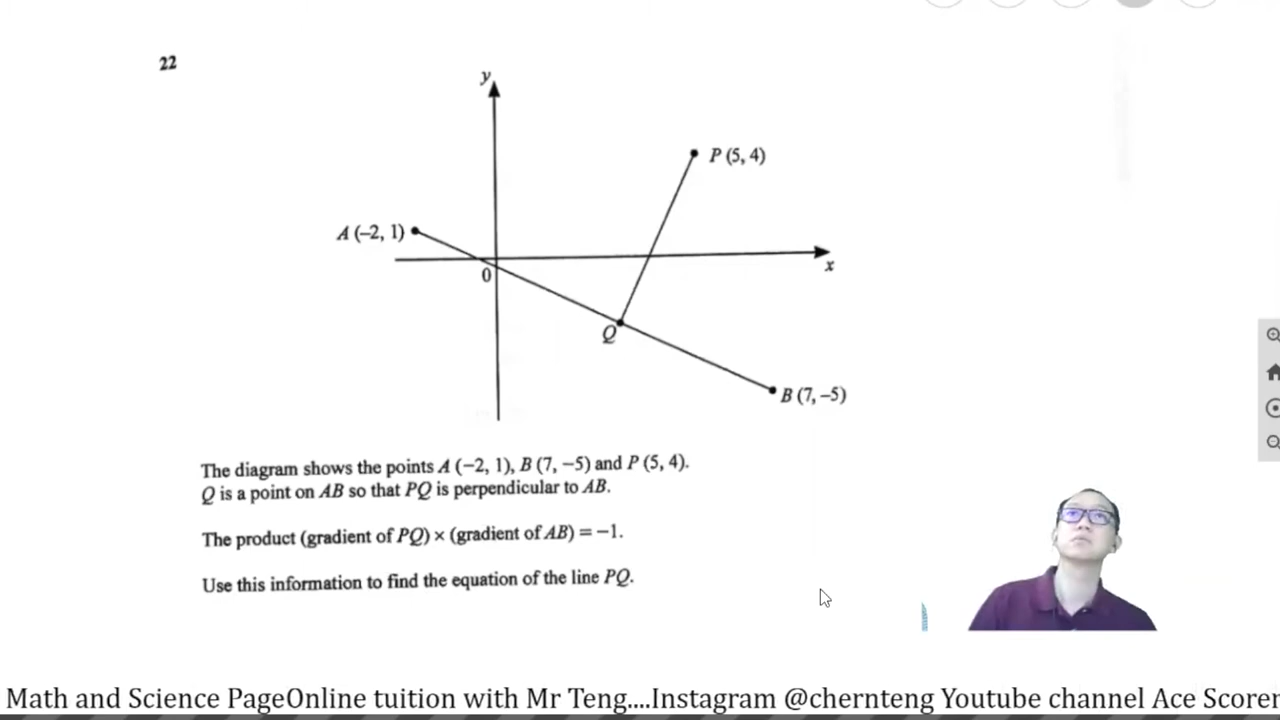 22
y
P (5, 4)
A (–2, 1)
0
x
Q
B (7, –5)
The diagram shows the points A (–2, 1), B (7, –5) and P (5, 4).
Q is a point on AB so that PQ is perpendicular to AB.
The product (gradient of PQ) × (gradient of AB) = –1.
Use this information to find the equation of the line PQ.
Math and Science PageOnline tuition with Mr Teng....Instagram @chernteng Youtube channel Ace Scorer